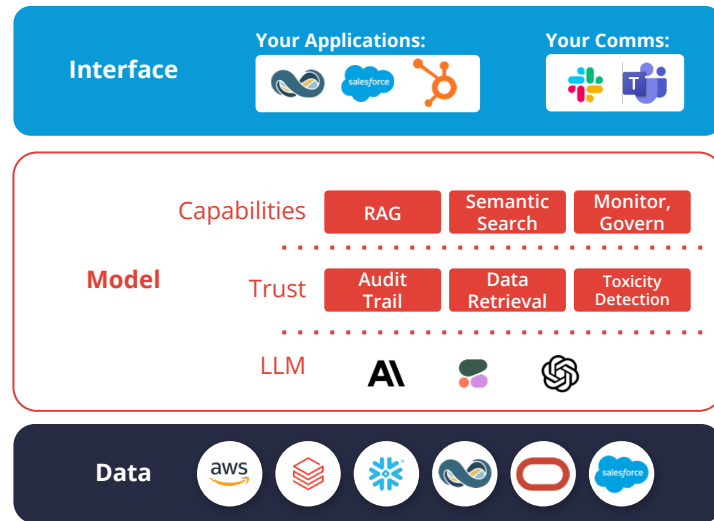 Your Applications:
Your Comms:
Interface
salesforce
T
Capabilities
RAG
Semantic
Search
Monitor,
Govern
Model
Trust
Audit
Trail
Data
Retrieval
Toxicity
Detection
LLM
A\
Data
aws
salesforce